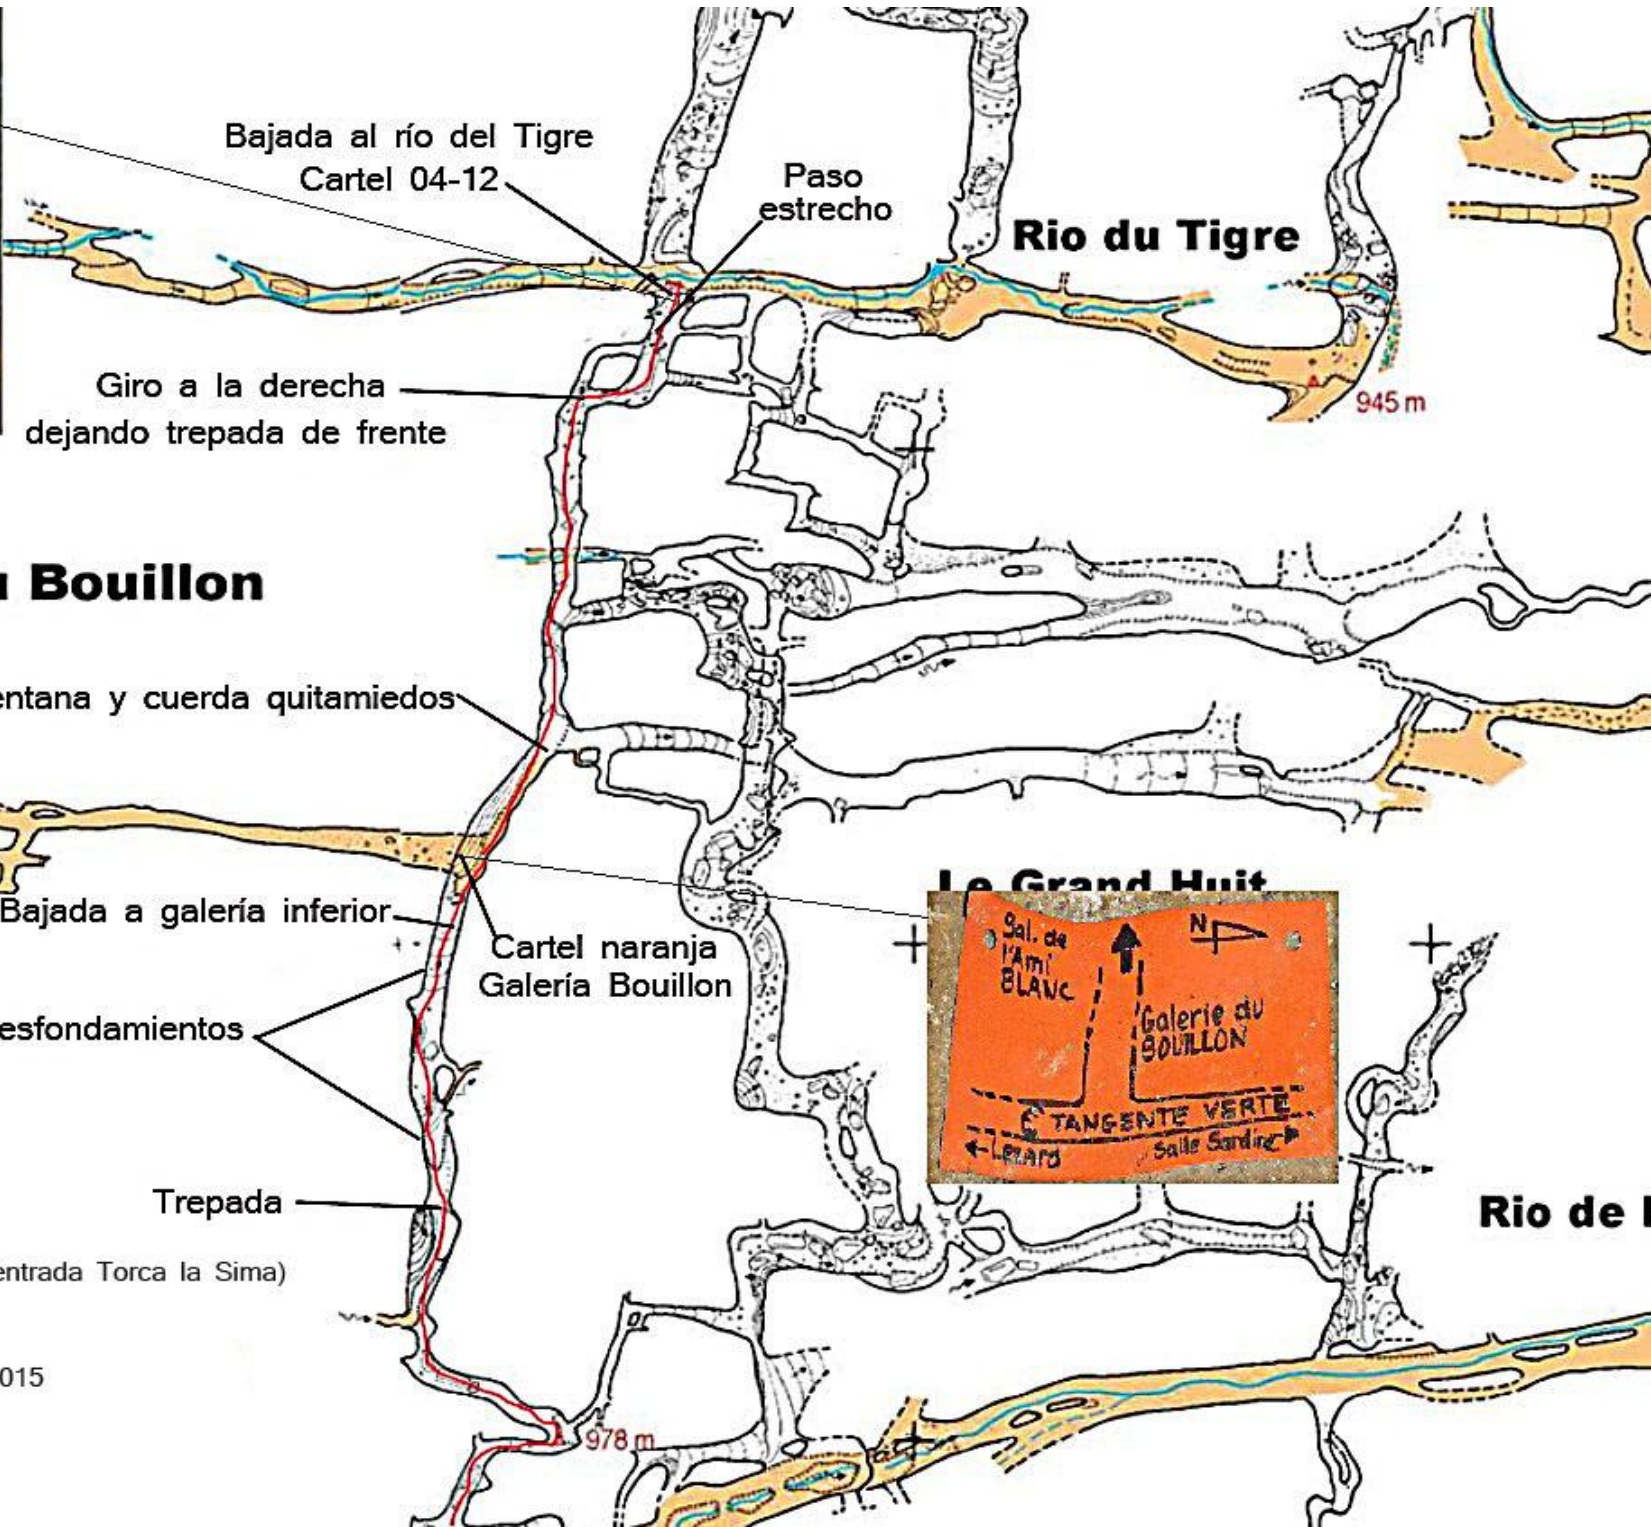 Bajada al río del Tigre
Cartel 04-12
Paso
estrecho
Rio du Tigre
Giro a la derecha
dejando trepada de frente
945 m
Bouillon
entana y cuerda quitamiedos
Le Grand Huit
Bajada a galería inferior
Cartel naranja
Galería Bouillon
Sal. de
l'Ami
BLANC
N
Galerie du
BOUILLON
TANGENTE VERTE
Lezard
Salle Sardine
esfondamientos
Trepada
Rio de
entrada Torca la Sima)
015
978 m